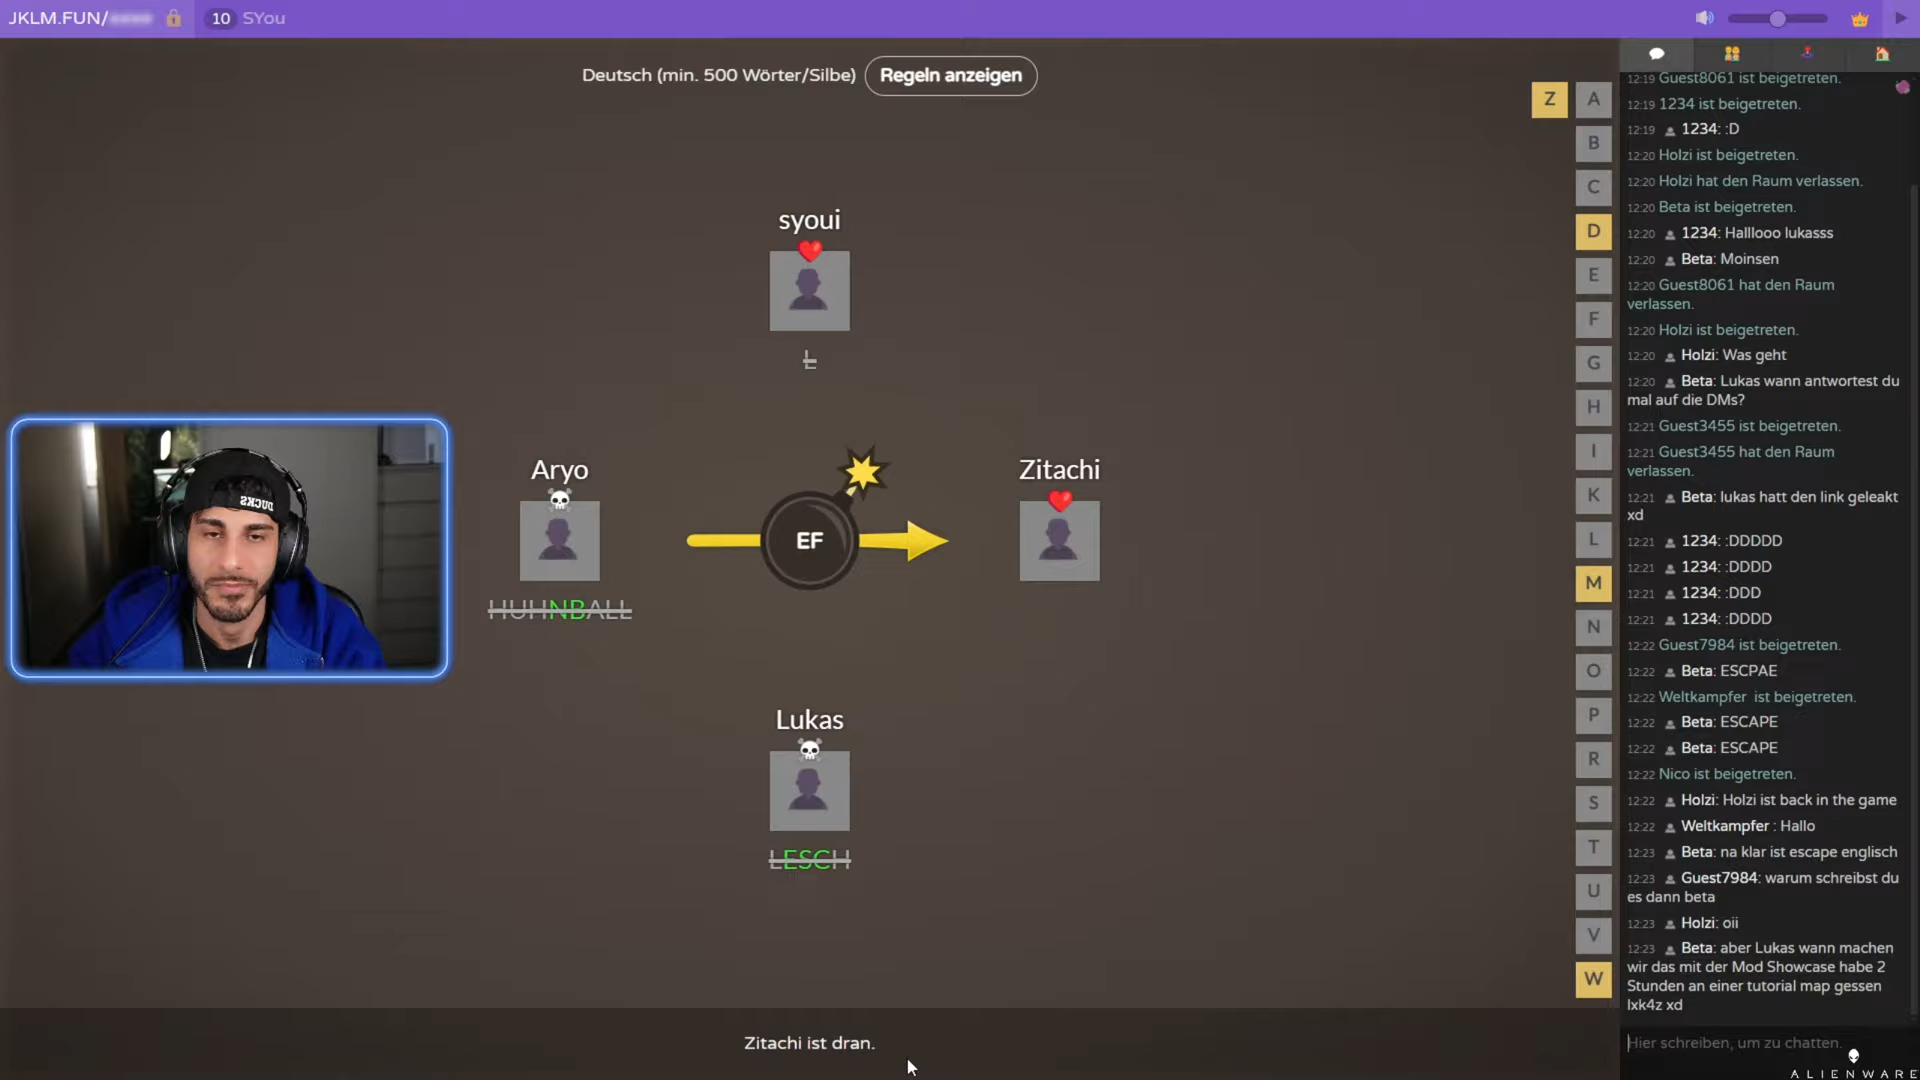 JKLM.FUN/
10 SYou
Deutsch (min. 500 Wörter/Silbe) Regeln anzeigen
syoui
L
Aryo
HUHNBALL
EF
Zitachi
Lukas
LESCH
Zitachi ist dran.
DUCKS
Z
A
B
C
D
E
F
G
H
I
K
L
M
N
O
P
R
S
T
U
V
W
12:19 Guest8061 ist beigetreten.
12:19 1234 ist beigetreten.
12:19 1234: :D
12:20 Holzi ist beigetreten.
12:20 Holzi hat den Raum verlassen.
12:20 Beta ist beigetreten.
12:20 1234: Halllooo lukasss
12:20 Beta: Moinsen
12:20 Guest8061 hat den Raum
verlassen.
12:20 Holzi ist beigetreten.
12:20 Holzi: Was geht
12:20 Beta: Lukas wann antwortest du
mal auf die DMs?
12:21 Guest3455 ist beigetreten.
12:21 Guest3455 hat den Raum
verlassen.
12:21 Beta: lukas hatt den link geleakt
xd
12:21 1234: :DDDDD
12:21 1234: :DDDD
12:21 1234: :DDD
12:21 1234: :DDDD
12:22 Guest7984 ist beigetreten.
12:22 Beta: ESCPAE
12:22 Weltkampfer ist beigetreten.
12:22 Beta: ESCAPE
12:22 Beta: ESCAPE
12:22 Nico ist beigetreten.
12:22 Holzi: Holzi ist back in the game
12:22 Weltkampfer : Hallo
12:23 Beta: na klar ist escape englisch
12:23 Guest7984: warum schreibst du
es dann beta
12:23 Holzi: oii
12:23 Beta: aber Lukas wann machen
wir das mit der Mod Showcase habe 2
Stunden an einer tutorial map gessen
lxk4z xd
Hier schreiben, um zu chatten.
ALIENWARE